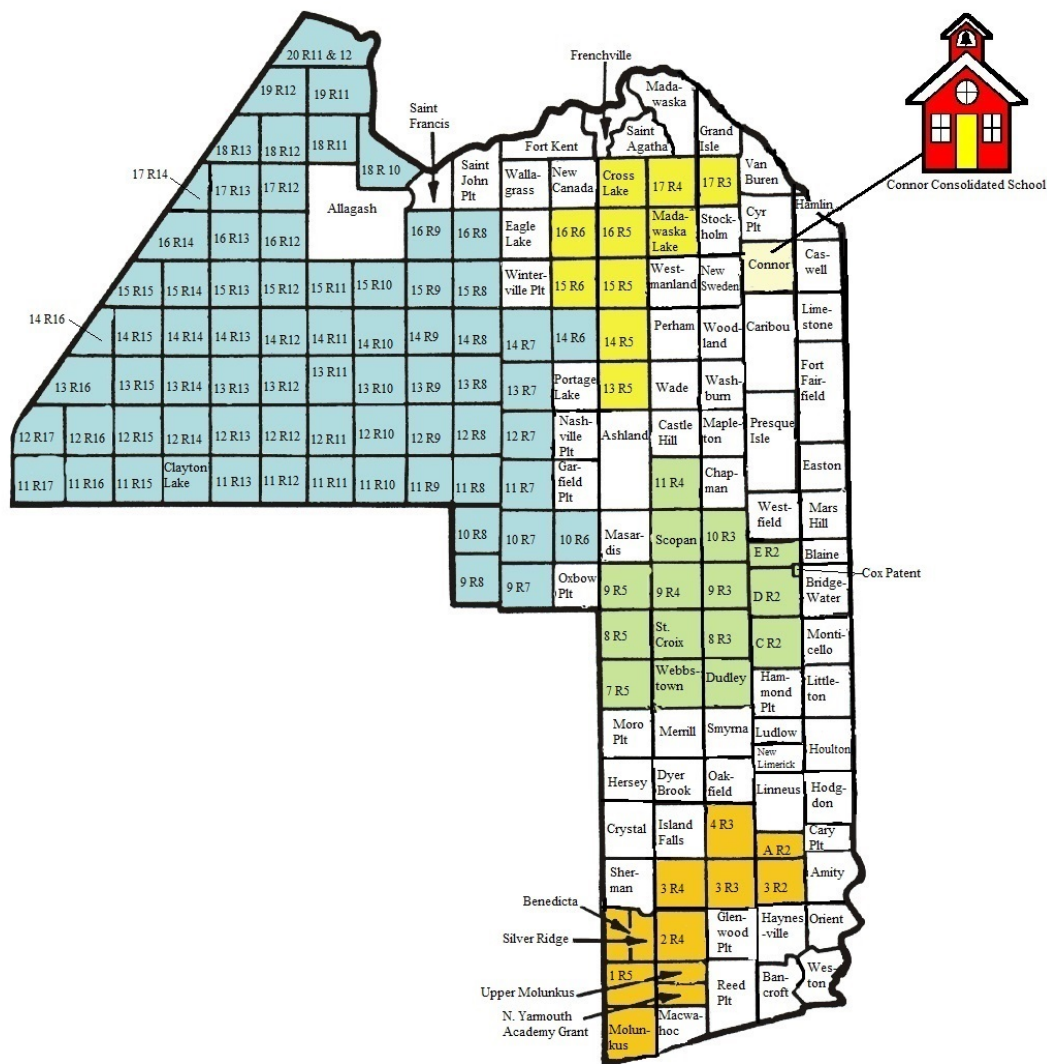 20 R11 & 12
Frenchville
Mada-
waska
19 R12
19 R11
Saint
Francis
Saint
Agatha
Grand
Isle
Fort Kent
18 R13
18 R12
18 R11
18 R 10
Saint
John
Plt
Walla-
grass
New
Canada
Cross
Lake
17 R4
17 R3
Van
Buren
Connor Consolidated School
17 R14
17 R13
17 R12
Allagash
Hamlin
16 R14
16 R13
16 R12
16 R9
16 R8
Eagle
Lake
16 R6
16 R5
Mada-
waska
Lake
Stock-
holm
Cyr
Plt
15 R15
15 R14
15 R13
15 R12
15 R11
15 R10
15 R9
15 R8
Winter-
ville Plt
15 R6
15 R5
West-
manland
New
Sweden
Connor
Cas-
well
14 R16
14 R15
14 R14
14 R13
14 R12
14 R11
14 R10
14 R9
14 R8
14 R7
14 R6
14 R5
Perham
Wood-
land
Caribou
Lime-
stone
13 R16
13 R15
13 R14
13 R13
13 R12
13 R11
13 R10
13 R9
13 R8
13 R7
Portage
Lake
13 R5
Wade
Wash-
burn
Fort
Fair-
field
12 R17
12 R16
12 R15
12 R14
12 R13
12 R12
12 R11
12 R10
12 R9
12 R8
12 R7
Nash-
ville
Plt
Ashland
Castle
Hill
Maple-
ton
Presque
Isle
11 R17
11 R16
11 R15
Clayton
Lake
11 R13
11 R12
11 R11
11 R10
11 R9
11 R8
11 R7
Gar-
field
Plt
11 R4
Chap-
man
Easton
10 R8
10 R7
10 R6
Masar-
dis
Scopan
10 R3
West-
field
Mars
Hill
E R2
Blaine
Cox Patent
9 R8
9 R7
Oxbow
Plt
9 R5
9 R4
9 R3
D R2
Bridge-
Water
8 R5
St.
Croix
8 R3
C R2
Monti-
cello
7 R5
Webbs-
town
Dudley
Ham-
mond
Plt
Little-
ton
Moro
Plt
Merrill
Smyrna
Ludlow
New
Limerick
Houlton
Hersey
Dyer
Brook
Oak-
field
Linneus
Hodg-
don
Crystal
Island
Falls
4 R3
A R2
Cary
Plt
Sher-
man
3 R4
3 R3
3 R2
Amity
Benedicta
Silver Ridge
2 R4
Glen-
wood
Plt
Haynes
-ville
Orient
1 R5
Upper Molunkus
Reed
Plt
Ban-
croft
Wes-
ton
N. Yarmouth
Academy Grant
Molun-
kus
Macwa-
hoc